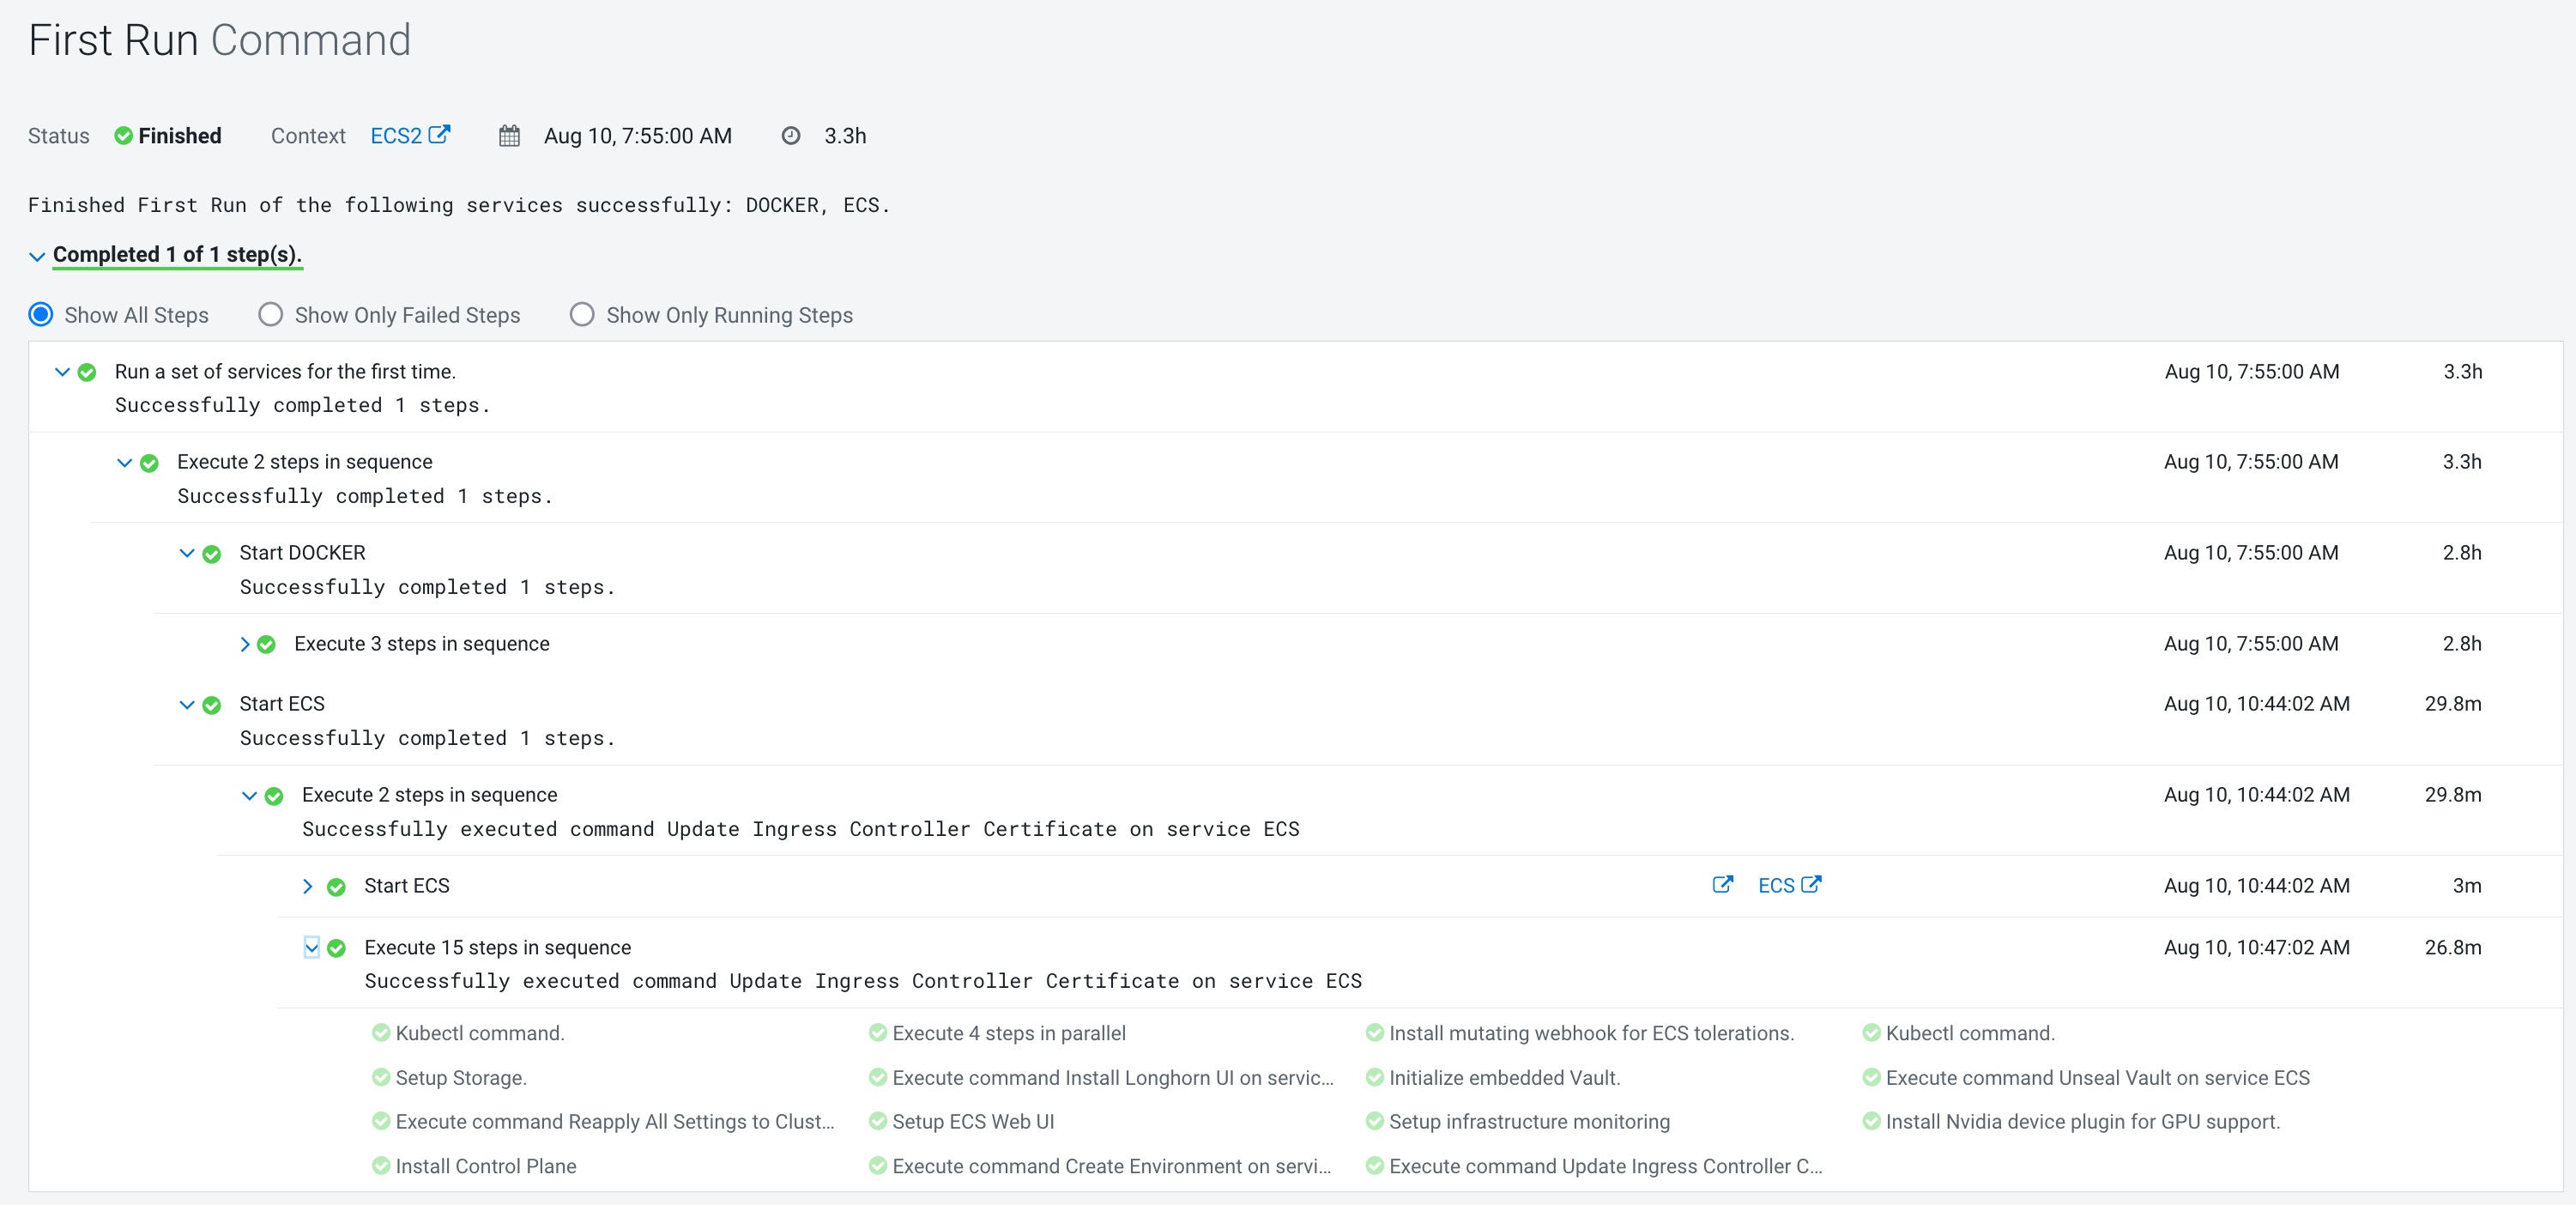 First Run Command
Status Finished Context ECS2 Aug 10, 7:55:00 AM 3.3h
Finished First Run of the following services successfully: DOCKER, ECS.
Completed 1 of 1 step(s).
Show All Steps Show Only Failed Steps Show Only Running Steps
Run a set of services for the first time. Aug 10, 7:55:00 AM 3.3h
Successfully completed 1 steps.
Execute 2 steps in sequence Aug 10, 7:55:00 AM 3.3h
Successfully completed 1 steps.
Start DOCKER Aug 10, 7:55:00 AM 2.8h
Successfully completed 1 steps.
Execute 3 steps in sequence Aug 10, 7:55:00 AM 2.8h
Start ECS Aug 10, 10:44:02 AM 29.8m
Successfully completed 1 steps.
Execute 2 steps in sequence Aug 10, 10:44:02 AM 29.8m
Successfully executed command Update Ingress Controller Certificate on service ECS
Start ECS ECS Aug 10, 10:44:02 AM 3m
Execute 15 steps in sequence Aug 10, 10:47:02 AM 26.8m
Successfully executed command Update Ingress Controller Certificate on service ECS
Kubectl command. Execute 4 steps in parallel Install mutating webhook for ECS tolerations. Kubectl command.
Setup Storage. Execute command Install Longhorn UI on servic... Initialize embedded Vault. Execute command Unseal Vault on service ECS
Execute command Reapply All Settings to Clust... Setup ECS Web UI Setup infrastructure monitoring Install Nvidia device plugin for GPU support.
Install Control Plane Execute command Create Environment on servi... Execute command Update Ingress Controller C...